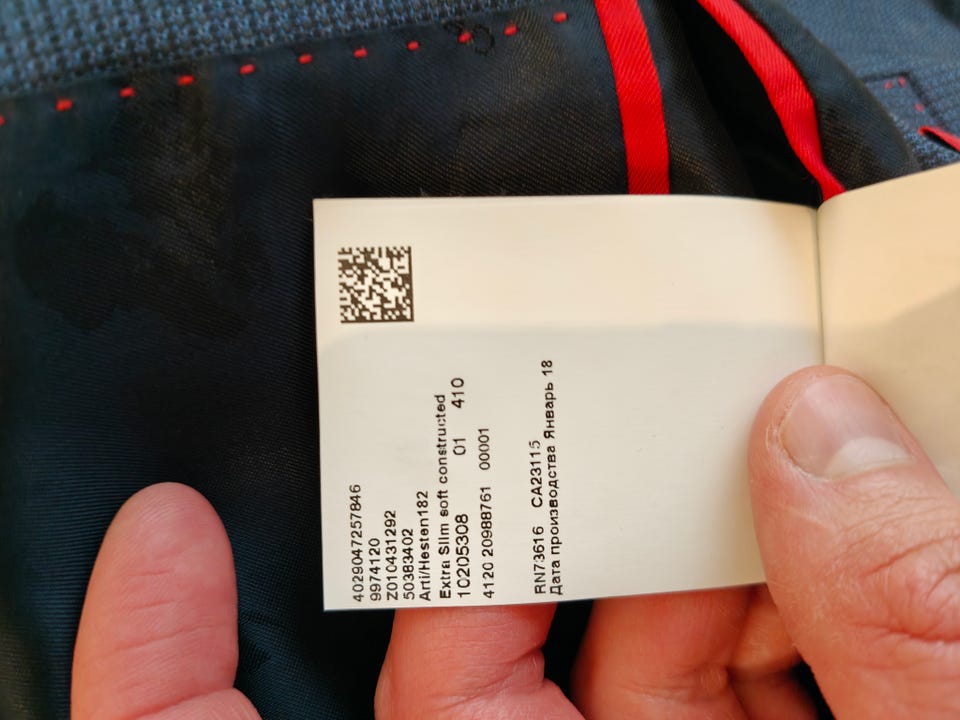 4029047257846
9974120
Z010431292
50383402
Arti/Hesten182
Extra Slim soft constructed
10205308 01 410
4120 20988761 00001
RN73616 CA23115
Дата производства Январь 18